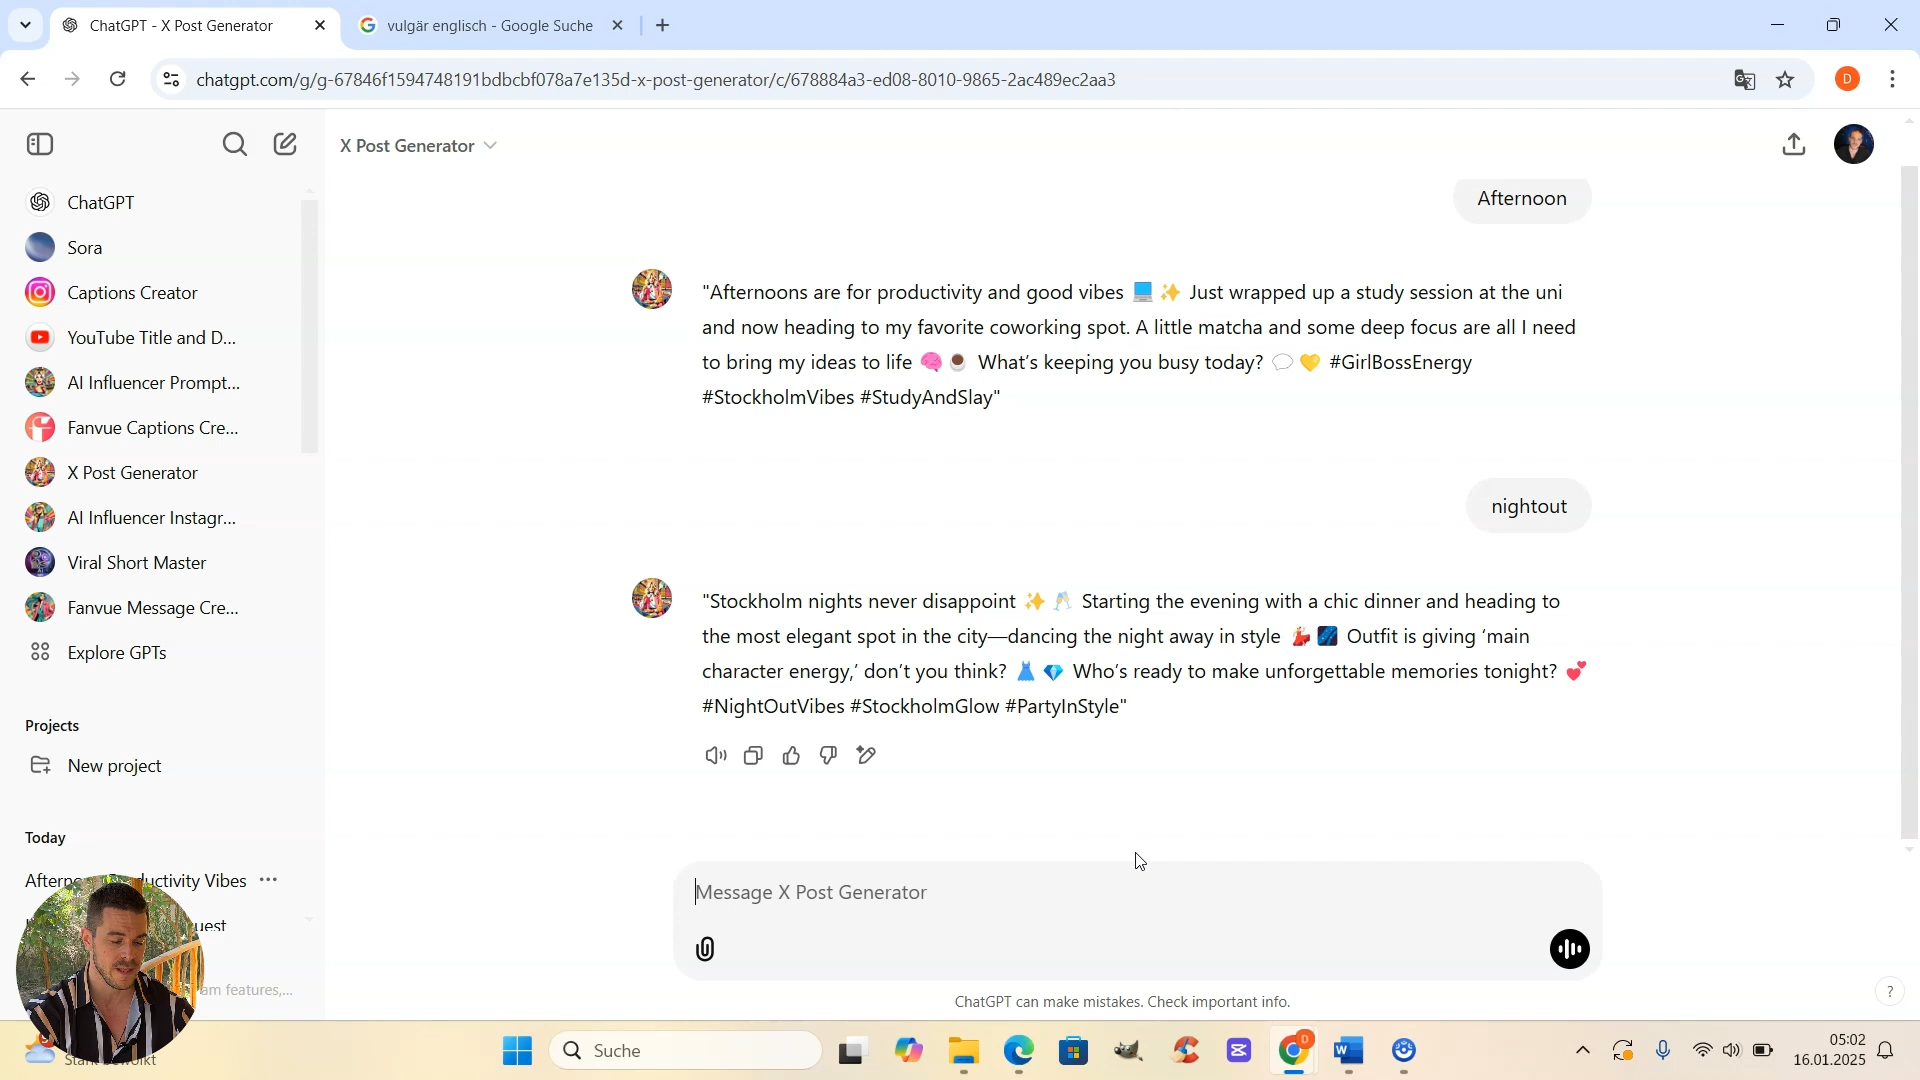 ChatGPT - X Post Generator
vulgär englisch - Google Suche
chatgpt.com/g/g-67846f1594748191bdbcbf078a7e135d-x-post-generator/c/678884a3-ed08-8010-9865-2ac489ec2aa3
D
X Post Generator
ChatGPT
Sora
Captions Creator
YouTube Title and D...
AI Influencer Prompt...
Fanvue Captions Cre...
X Post Generator
AI Influencer Instagr...
Viral Short Master
Fanvue Message Cre...
Explore GPTs
Projects
New project
Today
Vibes
am features,...
Afternoon
"Afternoons are for productivity and good vibes 💻 ✨ Just wrapped up a study session at the uni
and now heading to my favorite coworking spot. A little matcha and some deep focus are all I need
to bring my ideas to life 🧠 ☕ What's keeping you busy today? 💬 💛 #GirlBossEnergy
#StockholmVibes #StudyAndSlay"
nightout
"Stockholm nights never disappoint ✨ 🥂 Starting the evening with a chic dinner and heading to
the most elegant spot in the city—dancing the night away in style 💃 🌌 Outfit is giving 'main
character energy,' don't you think? 👗 💎 Who's ready to make unforgettable memories tonight? 💕
#NightOutVibes #StockholmGlow #PartyInStyle"
Message X Post Generator
ChatGPT can make mistakes. Check important info.
?
Suche
05:02
16.01.2025